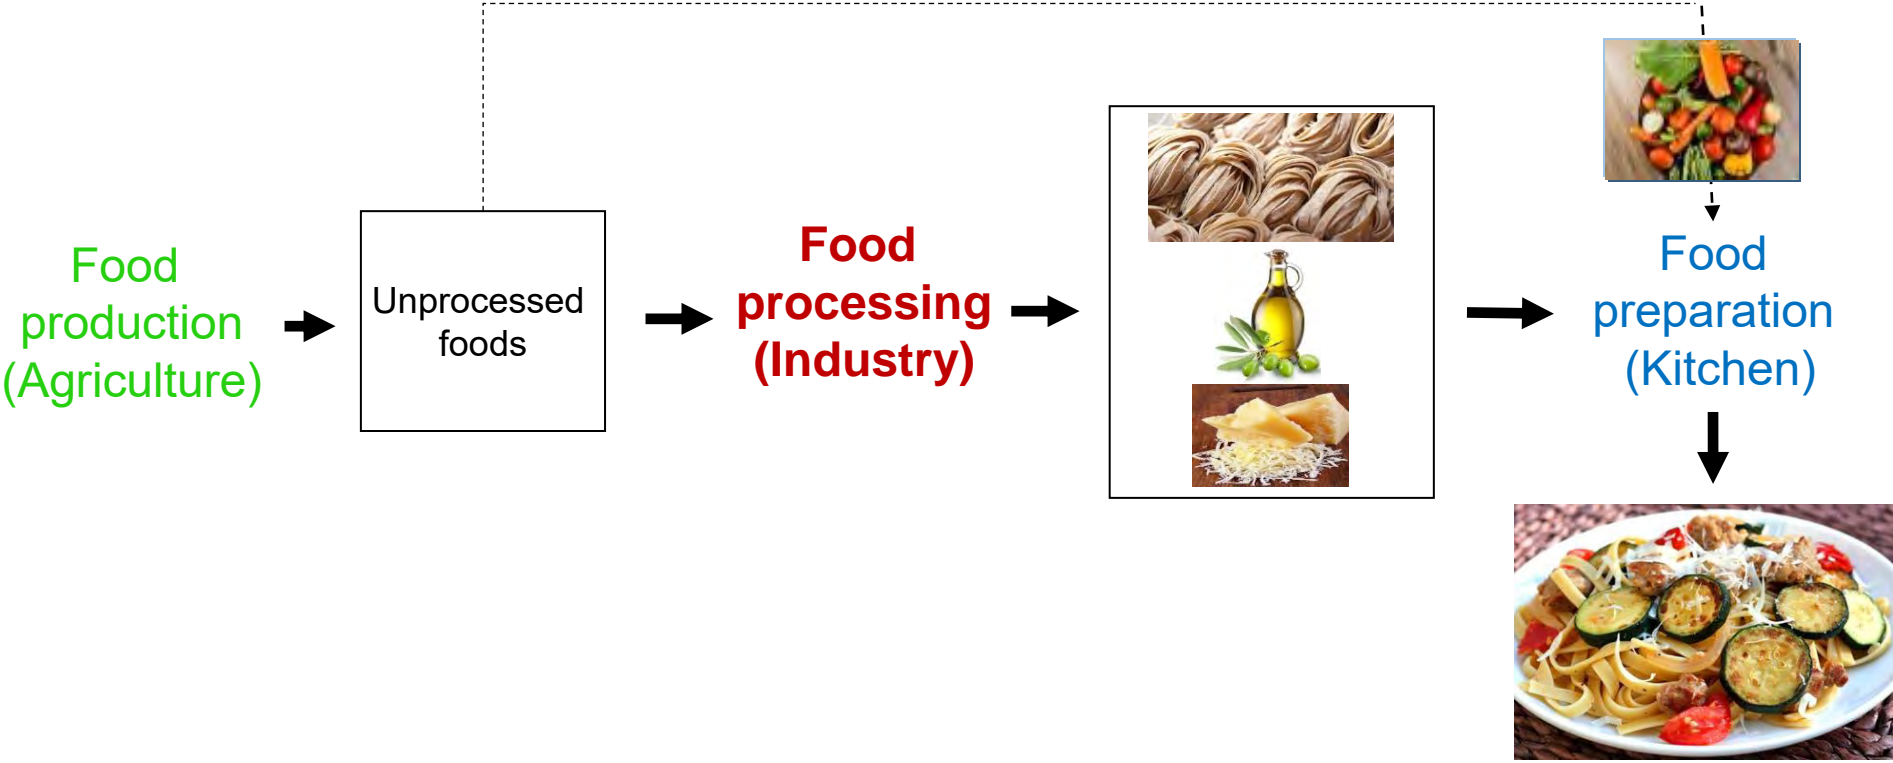 Food
production
(Agriculture)
Unprocessed
foods
Food
processing
(Industry)
Food
preparation
(Kitchen)